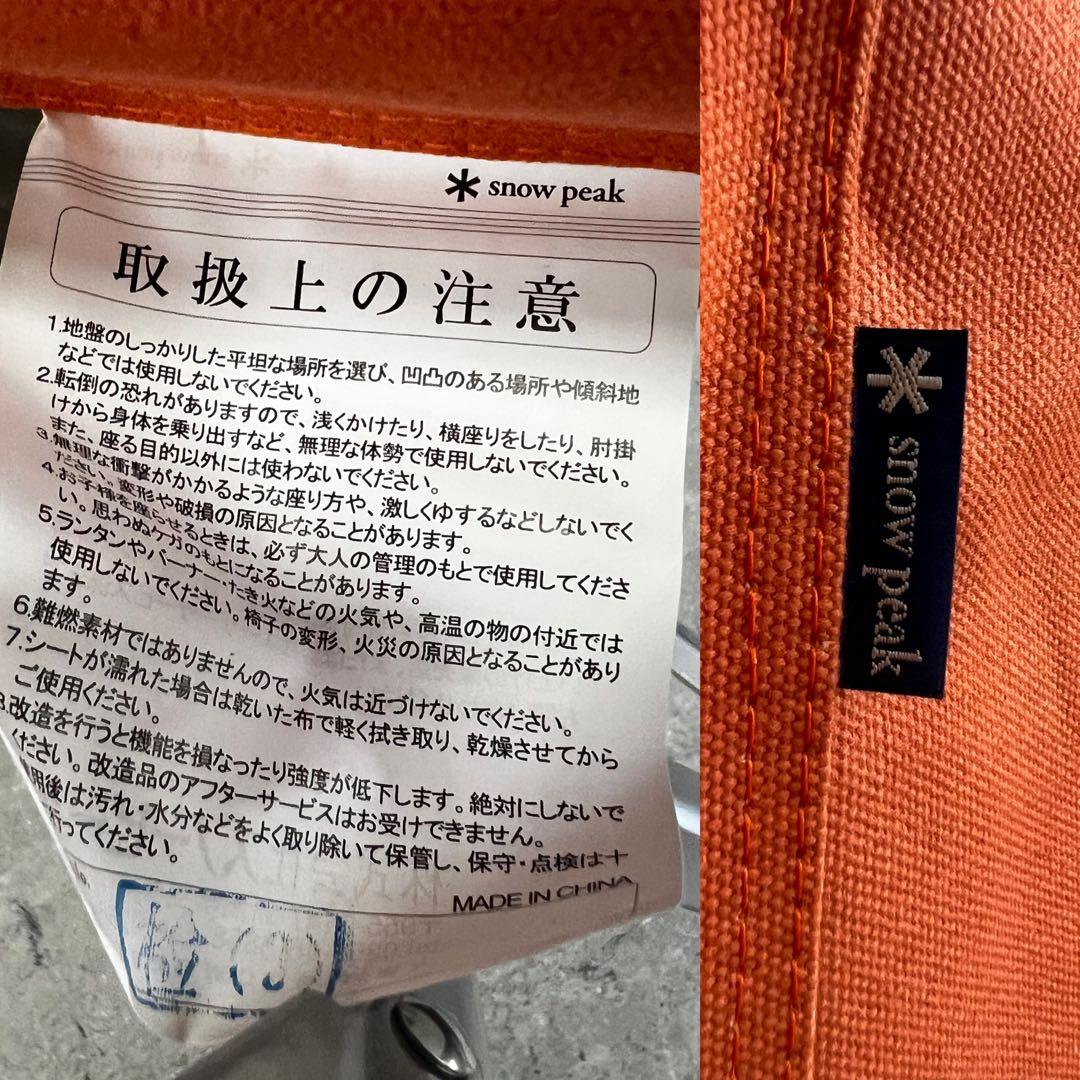 snow peak
取扱上の注意
1.地盤のしっかりした平坦な場所を選び、凹凸のある場所や傾斜地
などでは使用しないでください。
2.転倒の恐れがありますので、浅くかけたり、横座りをしたり、肘掛
けから身体を乗り出すなど、無理な体勢で使用しないでください。
また、座る目的以外には使わないでください。
3.無理な衝撃がかかるような座り方や、激しくゆするなどしないでく
ださい。変形や破損の原因となることがあります。
4.お子様を座らせるときは、必ず大人の管理のもとで使用してくださ
い。思わぬケガのもとになることがあります。
5.ランタンやバーナー・たき火などの火気や、高温の物の付近では
使用しないでください。椅子の変形、火災の原因となることがあり
ます。
6.難燃素材ではありませんので、火気は近づけないでください。
7.シートが濡れた場合は乾いた布で軽く拭き取り、乾燥させてから
ご使用ください。
8.改造を行うと機能を損なったり強度が低下します。絶対にしないで
ください。改造品のアフターサービスはお受けできません。
用後は汚れ・水分などをよく取り除いて保管し、保守・点検は十
行ってください。
MADE IN CHINA
snow peak